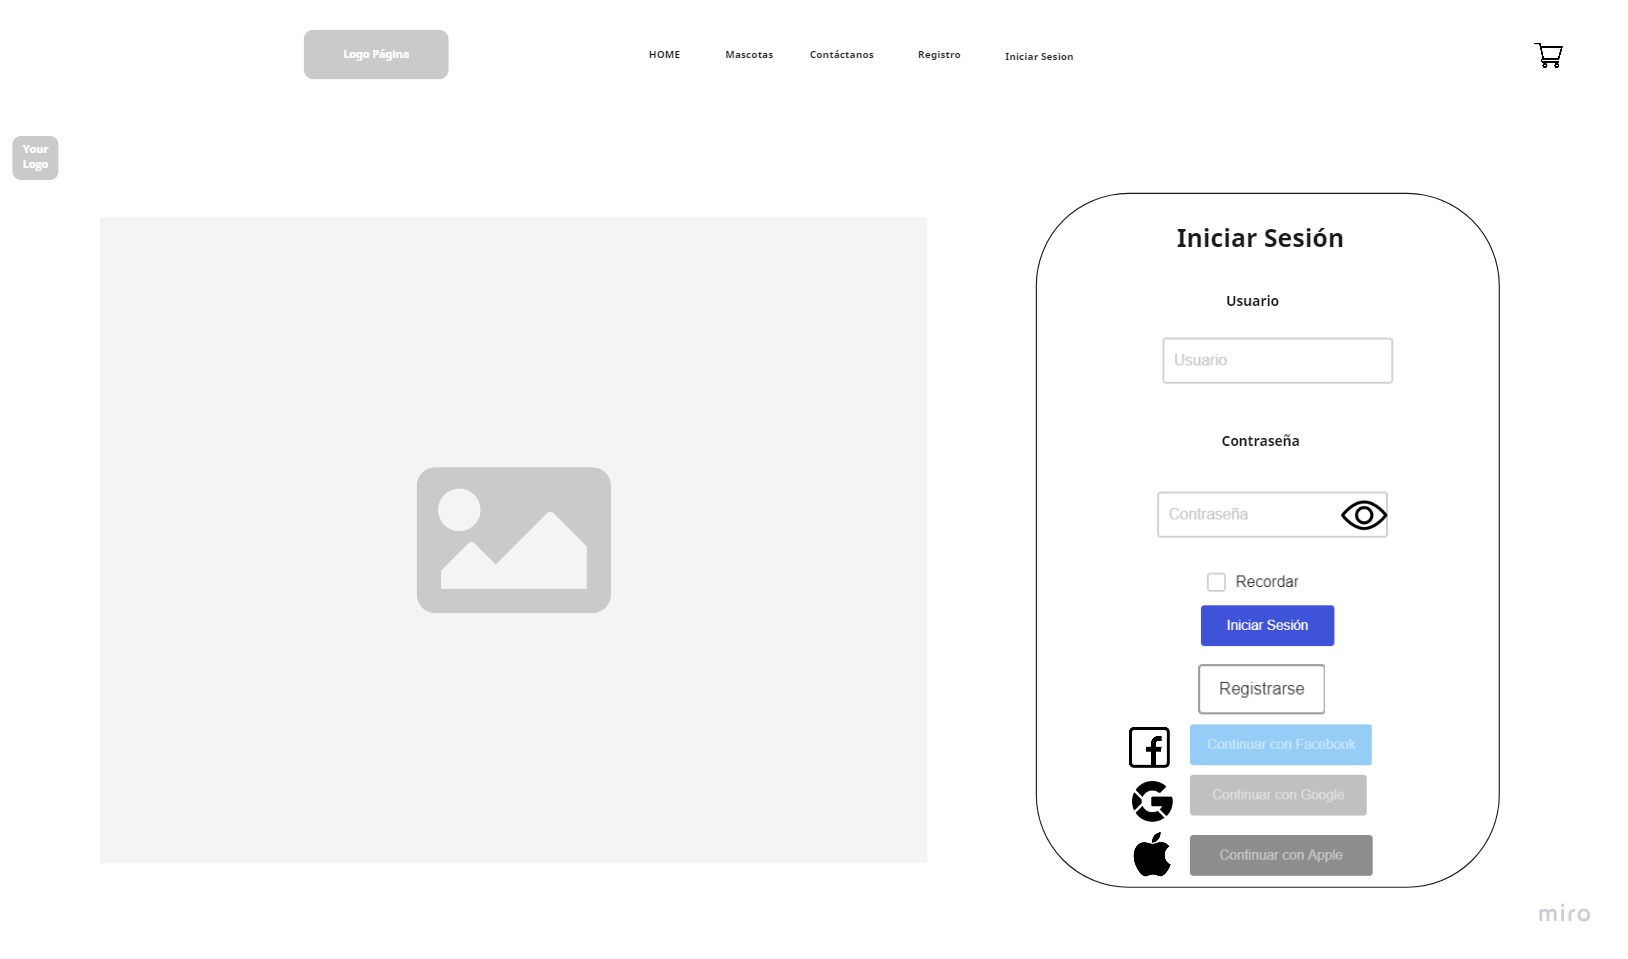 Logo Página
HOME
Mascotas
Contáctanos
Registro
Iniciar Sesion
Your
Logo
Iniciar Sesión
Usuario
Usuario
Contraseña
Contraseña
Recordar
Iniciar Sesión
Registrarse
Continuar con Facebook
Continuar con Google
Continuar con Apple
miro